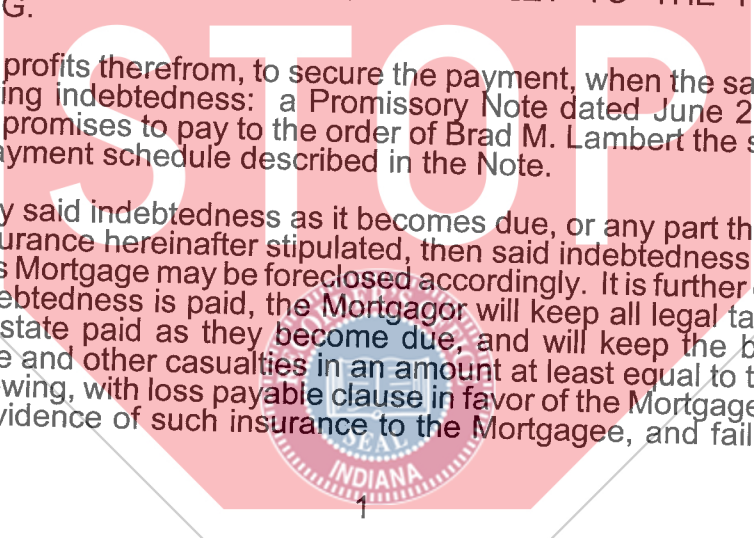 G.
TO THE
profits therefrom, to secure the payment, when the sa
ing indebtedness: a Promissory Note dated June 2
promises to pay to the order of Brad M. Lambert the s
ayment schedule described in the Note.
y said indebtedness as it becomes due, or any part th
urance hereinafter stipulated, then said indebtedness
s Mortgage may be foreclosed accordingly. It is further
ebtedness is paid, the Mortgagor will keep all legal ta
state paid as they become due, and will keep the b
e and other casualties in an amount at least equal to t
wing, with loss payable clause in favor of the Mortgage
vidence of such insurance to the Mortgagee, and fail
1
STOP
SEAL
INDIANA